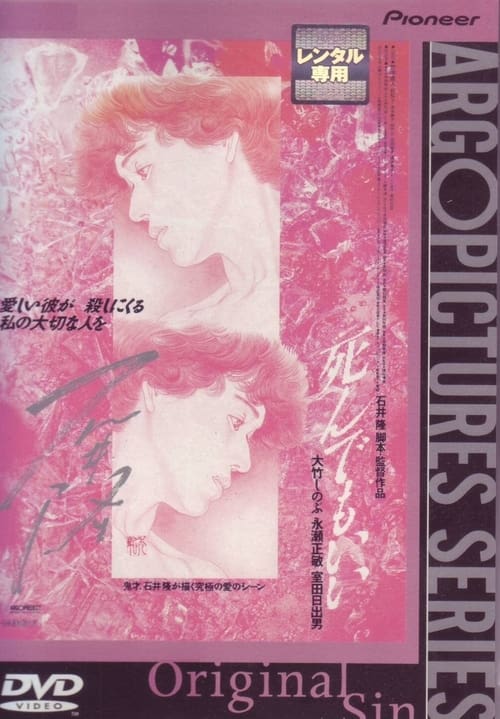 Pioneer
レンタル
専用
ARGO PICTURES SERIES
愛しい彼が 殺しにくる
私の大切な人を
死んでもいい
石井隆 脚本・監督作品
大竹しのぶ 永瀬正敏 室田日出男
鬼才 石井隆が描く究極の愛のシーン
Original
Sin
DVD
VIDEO